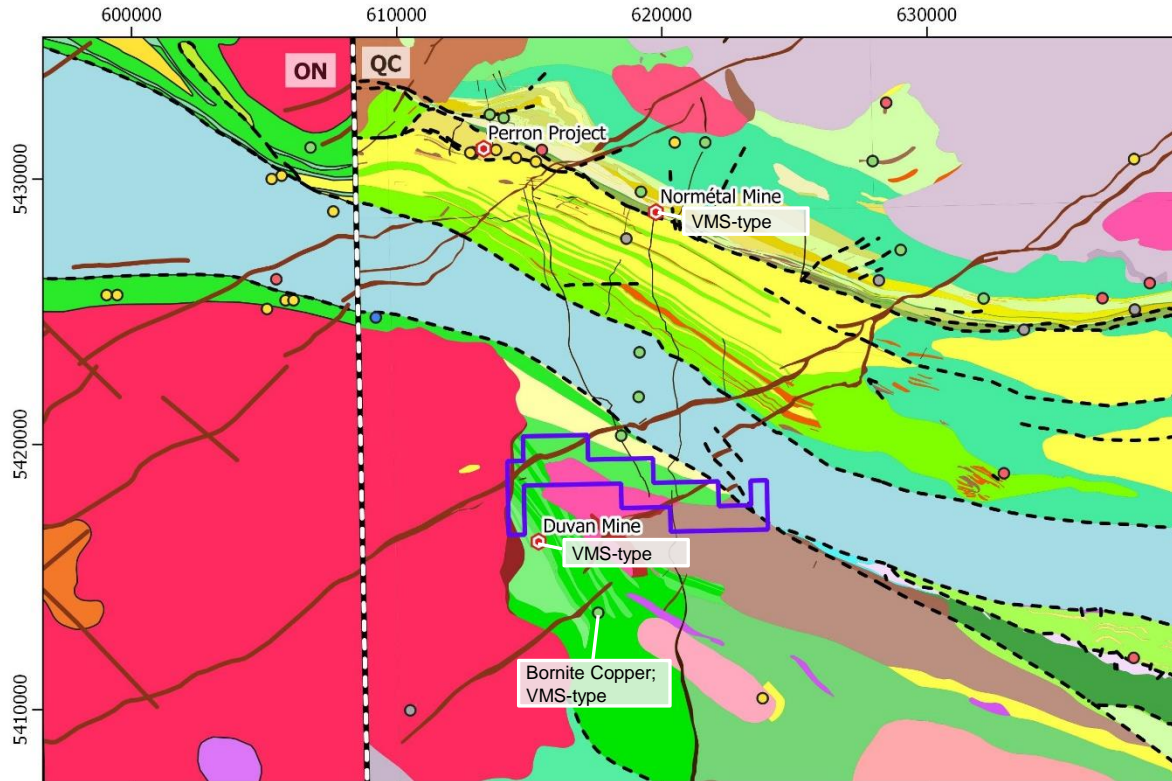 600000
610000
620000
630000
ON
QC
Perron Project
5430000
Normétal Mine
VMS-type
5420000
Duvan Mine
VMS-type
Bornite Copper;
VMS-type
5410000